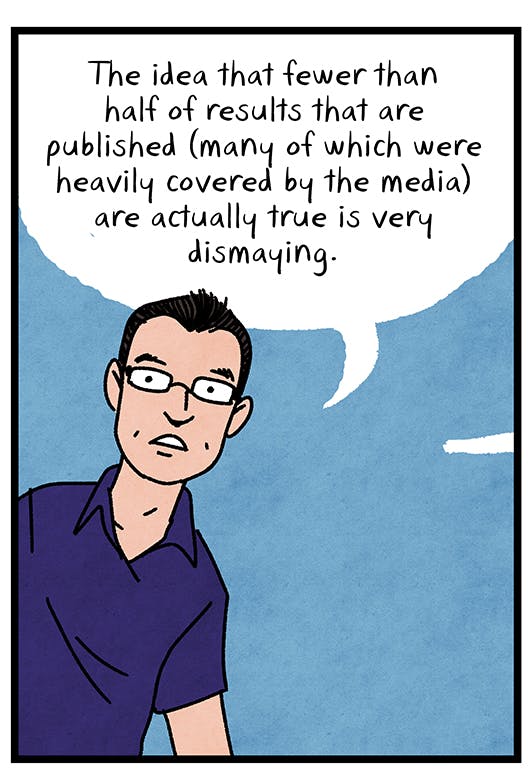 The idea that fewer than
half of results that are
published (many of which were
heavily covered by the media)
are actually true is very
dismaying.